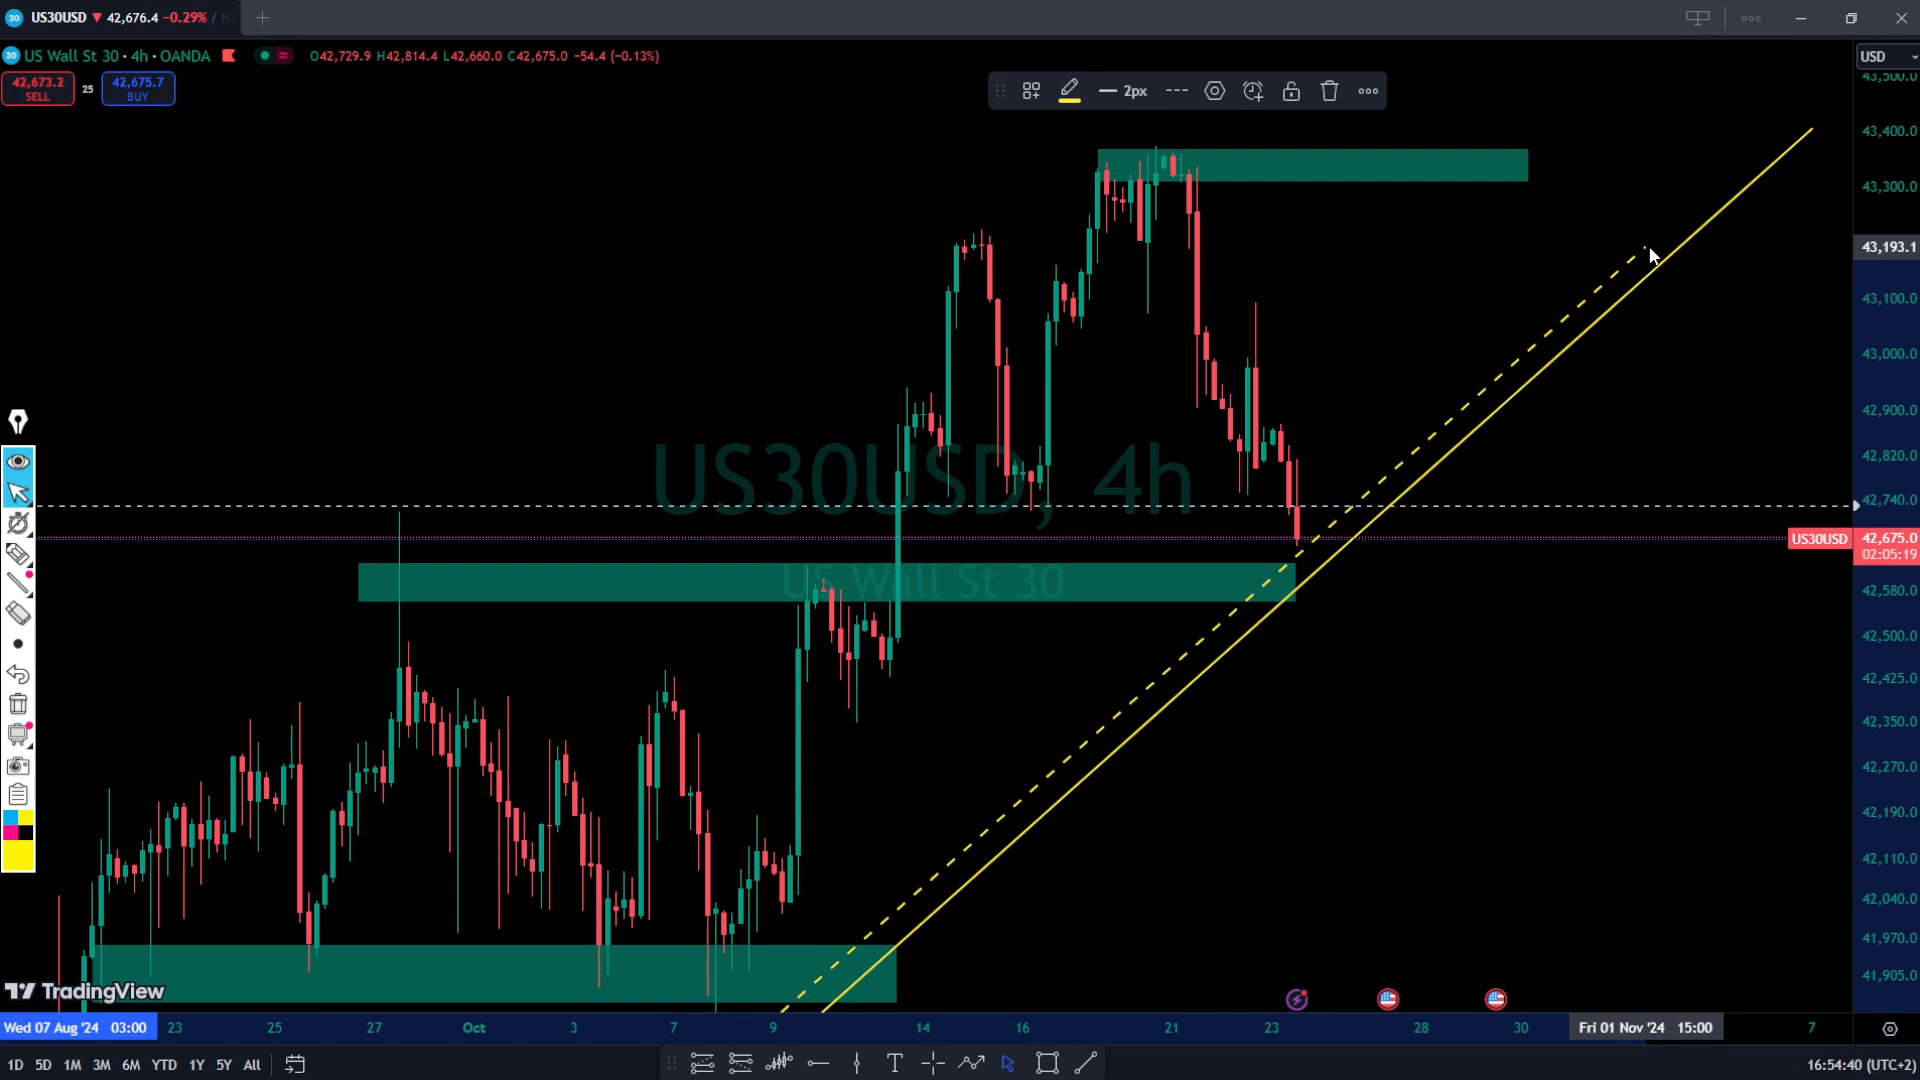 US30USD ▼ 42,676.4 −0.29% /
US Wall St 30 · 4h · OANDA O42,729.9 H42,814.4 L42,660.0 C42,675.0 −54.4 (−0.13%)
USD
42,673.2
SELL
25
42,675.7
BUY
2px
43,500.0
43,400.0
43,300.0
43,193.1
43,100.0
43,000.0
42,900.0
42,820.0
42,740.0
US30USD 42,675.0
02:05:19
42,580.0
42,500.0
42,425.0
42,350.0
42,270.0
42,190.0
42,110.0
42,040.0
41,970.0
41,905.0
US30USD, 4h
US Wall St 30
TradingView
Wed 07 Aug '24 03:00 23 25 27 Oct 3 7 9 14 16 21 23 28 30 Fri 01 Nov '24 15:00 7
1D 5D 1M 3M 6M YTD 1Y 5Y All
16:54:40 (UTC+2)